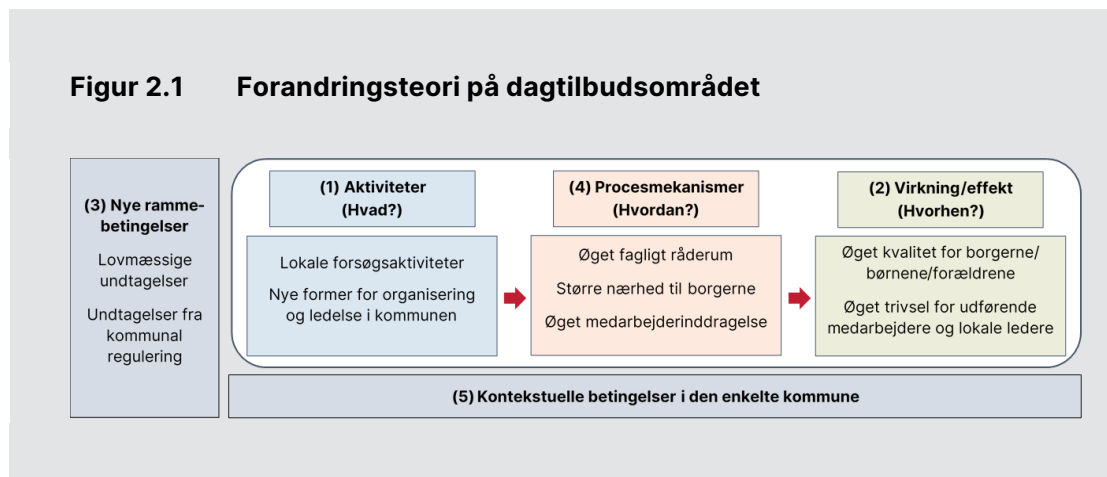 Figur 2.1 Forandringsteori på dagtilbudsområdet
(3) Nye ramme-
betingelser
Lovmæssige
undtagelser
Undtagelser fra
kommunal
regulering
(1) Aktiviteter
(Hvad?)
Lokale forsøgsaktiviteter
Nye former for organisering
og ledelse i kommunen
(4) Procesmekanismer
(Hvordan?)
Øget fagligt råderum
Større nærhed til borgerne
Øget medarbejderinddragelse
(2) Virkning/effekt
(Hvorhen?)
Øget kvalitet for borgerne/
børnene/forældrene
Øget trivsel for udførende
medarbejdere og lokale ledere
(5) Kontekstuelle betingelser i den enkelte kommune